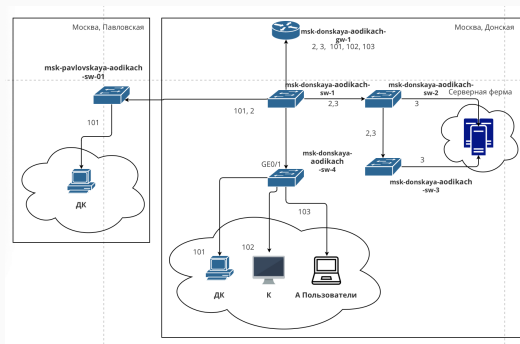 Москва, Павловская
Москва, Донская
msk-donskaya-aodikach-
gw-1
2, 3, 101, 102, 103
msk-pavlovskaya-aodikach
-sw-01
msk-donskaya-aodikach-
sw-1
msk-donskaya-aodikach-
sw-2
Серверная ферма
101, 2
2,3
3
101
2,3
msk-donskaya-
aodikach
-sw-4
GE0/1
3
msk-donskaya-aodikach
-sw-3
ДК
103
101
102
ДК
К
А Пользователи